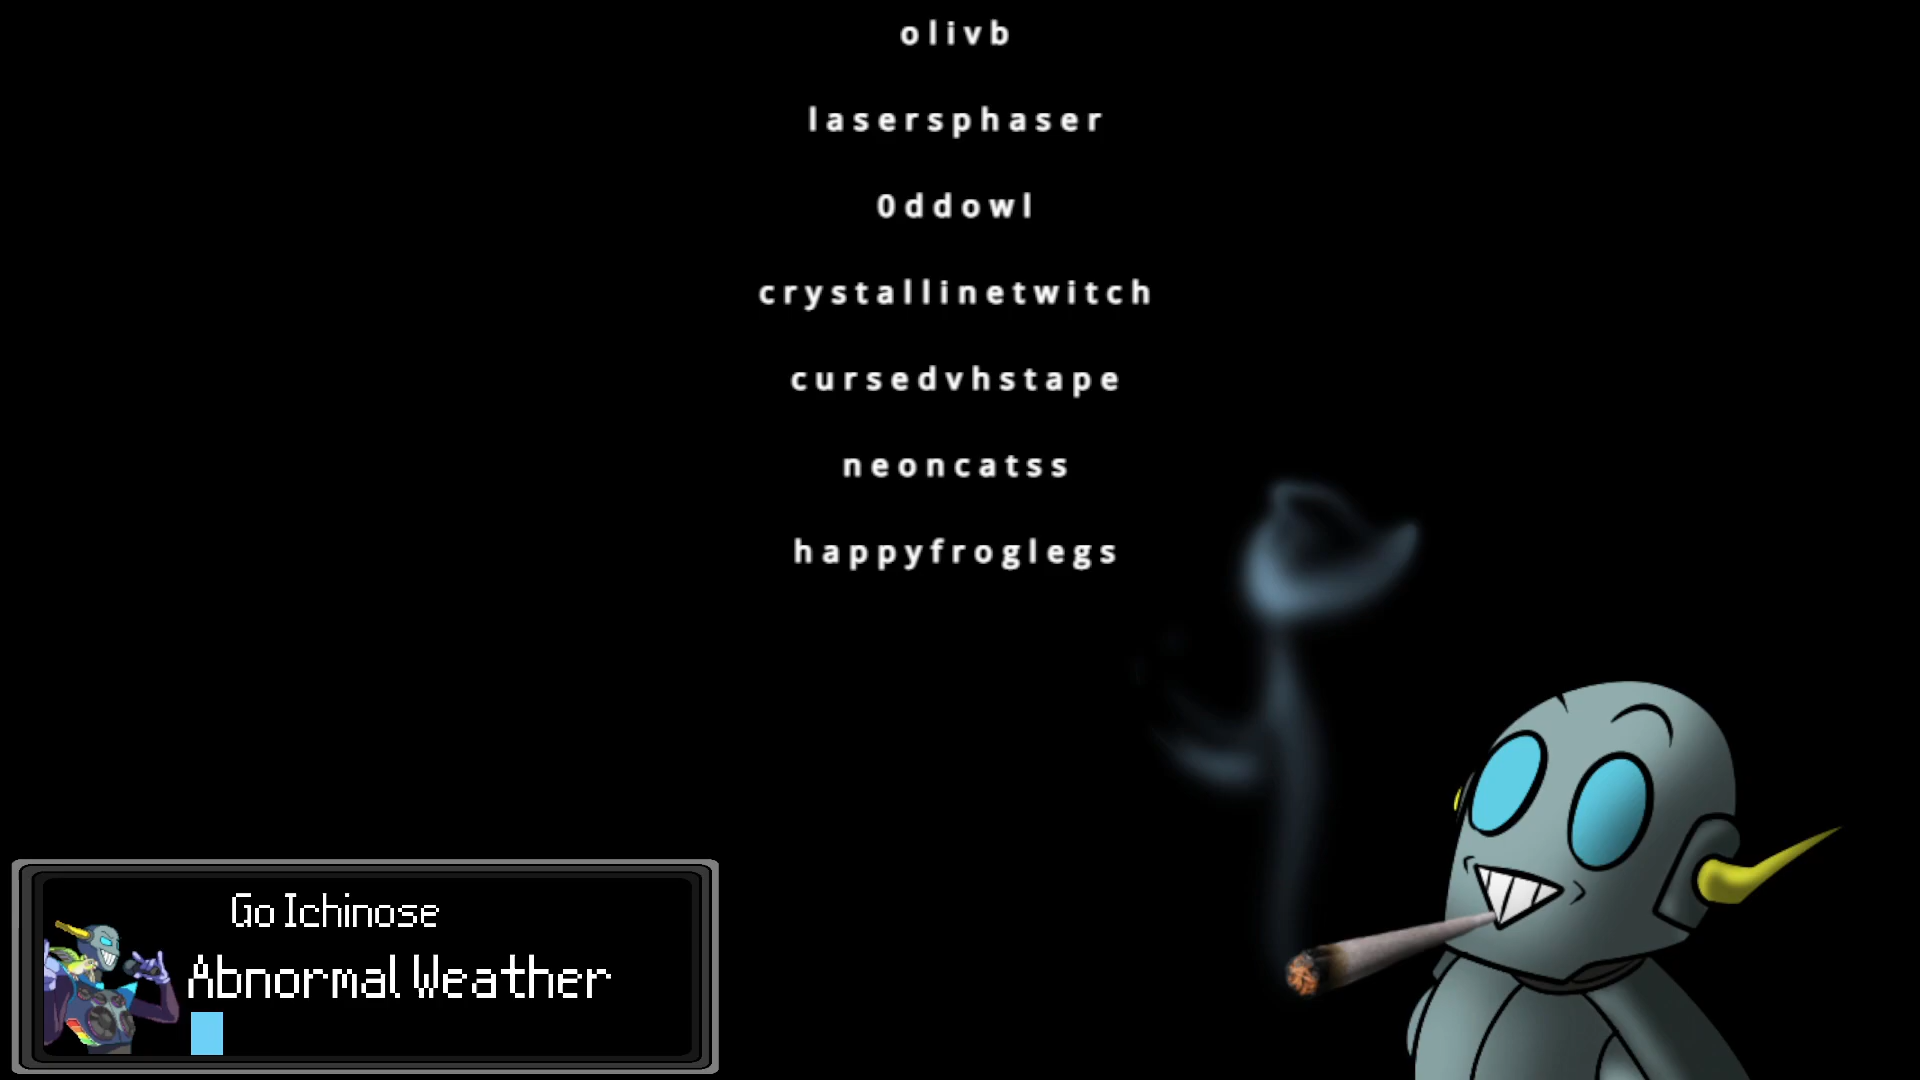 olivb
lasersphaser
0ddowl
crystallinetwitch
cursedvhstape
neoncatss
happyfroglegs
Go Ichinose
Abnormal Weather